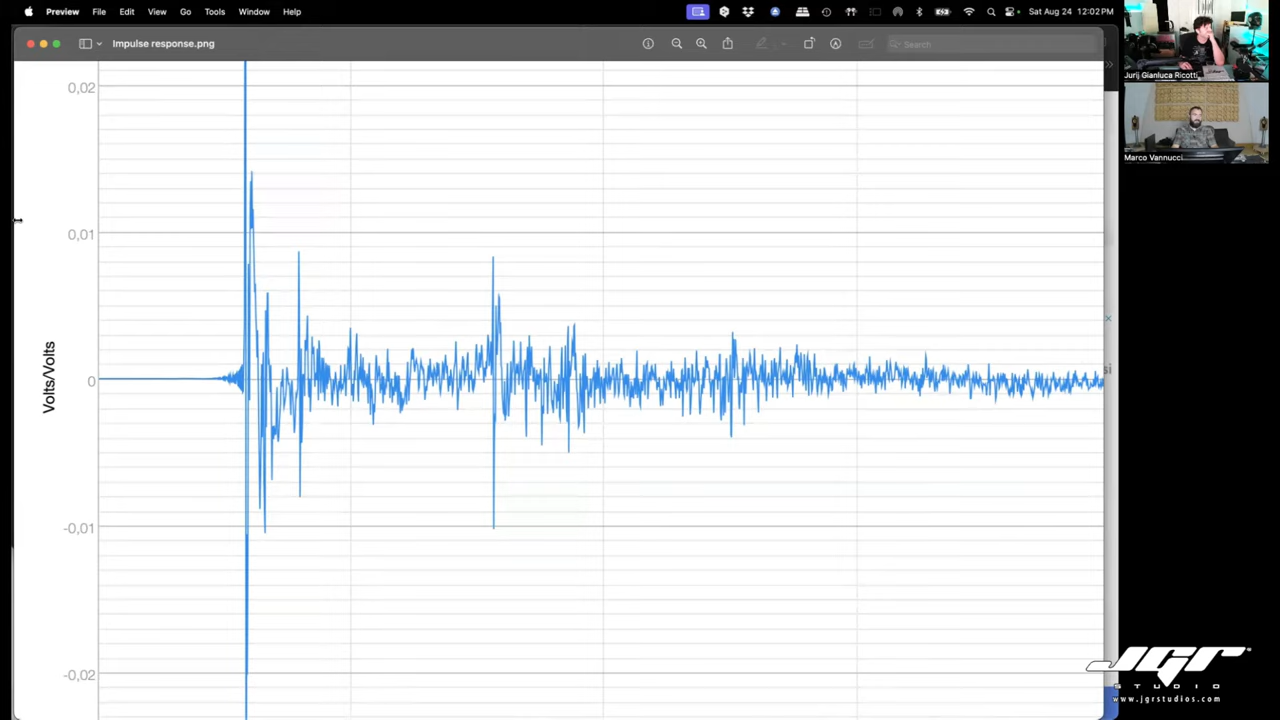 Preview File Edit View Go Tools Window Help Sat Aug 24 12:02 PM
Impulse response.png Search
Jurij Gianluca Ricotti
Marco Vannucci
0,02
0,01
0
-0,01
-0,02
Volts/Volts
si
JGR
STUDIO
www.jgrstudios.com